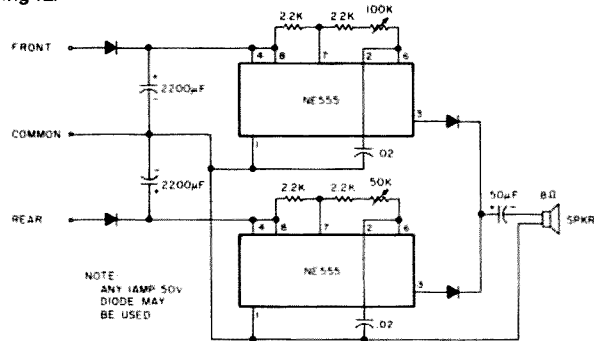 2.2K 2.2K 100K
FRONT
4 8 7 2 6
+
2200µF
-
NE555
3
COMMON
1
.02
-
2200µF
+
2.2K 2.2K 50K
50µF 8Ω
+ -
SPKR
REAR
4 8 7 2 6
NE555
3
NOTE:
ANY 1AMP 50V
DIODE MAY
BE USED
1
.02